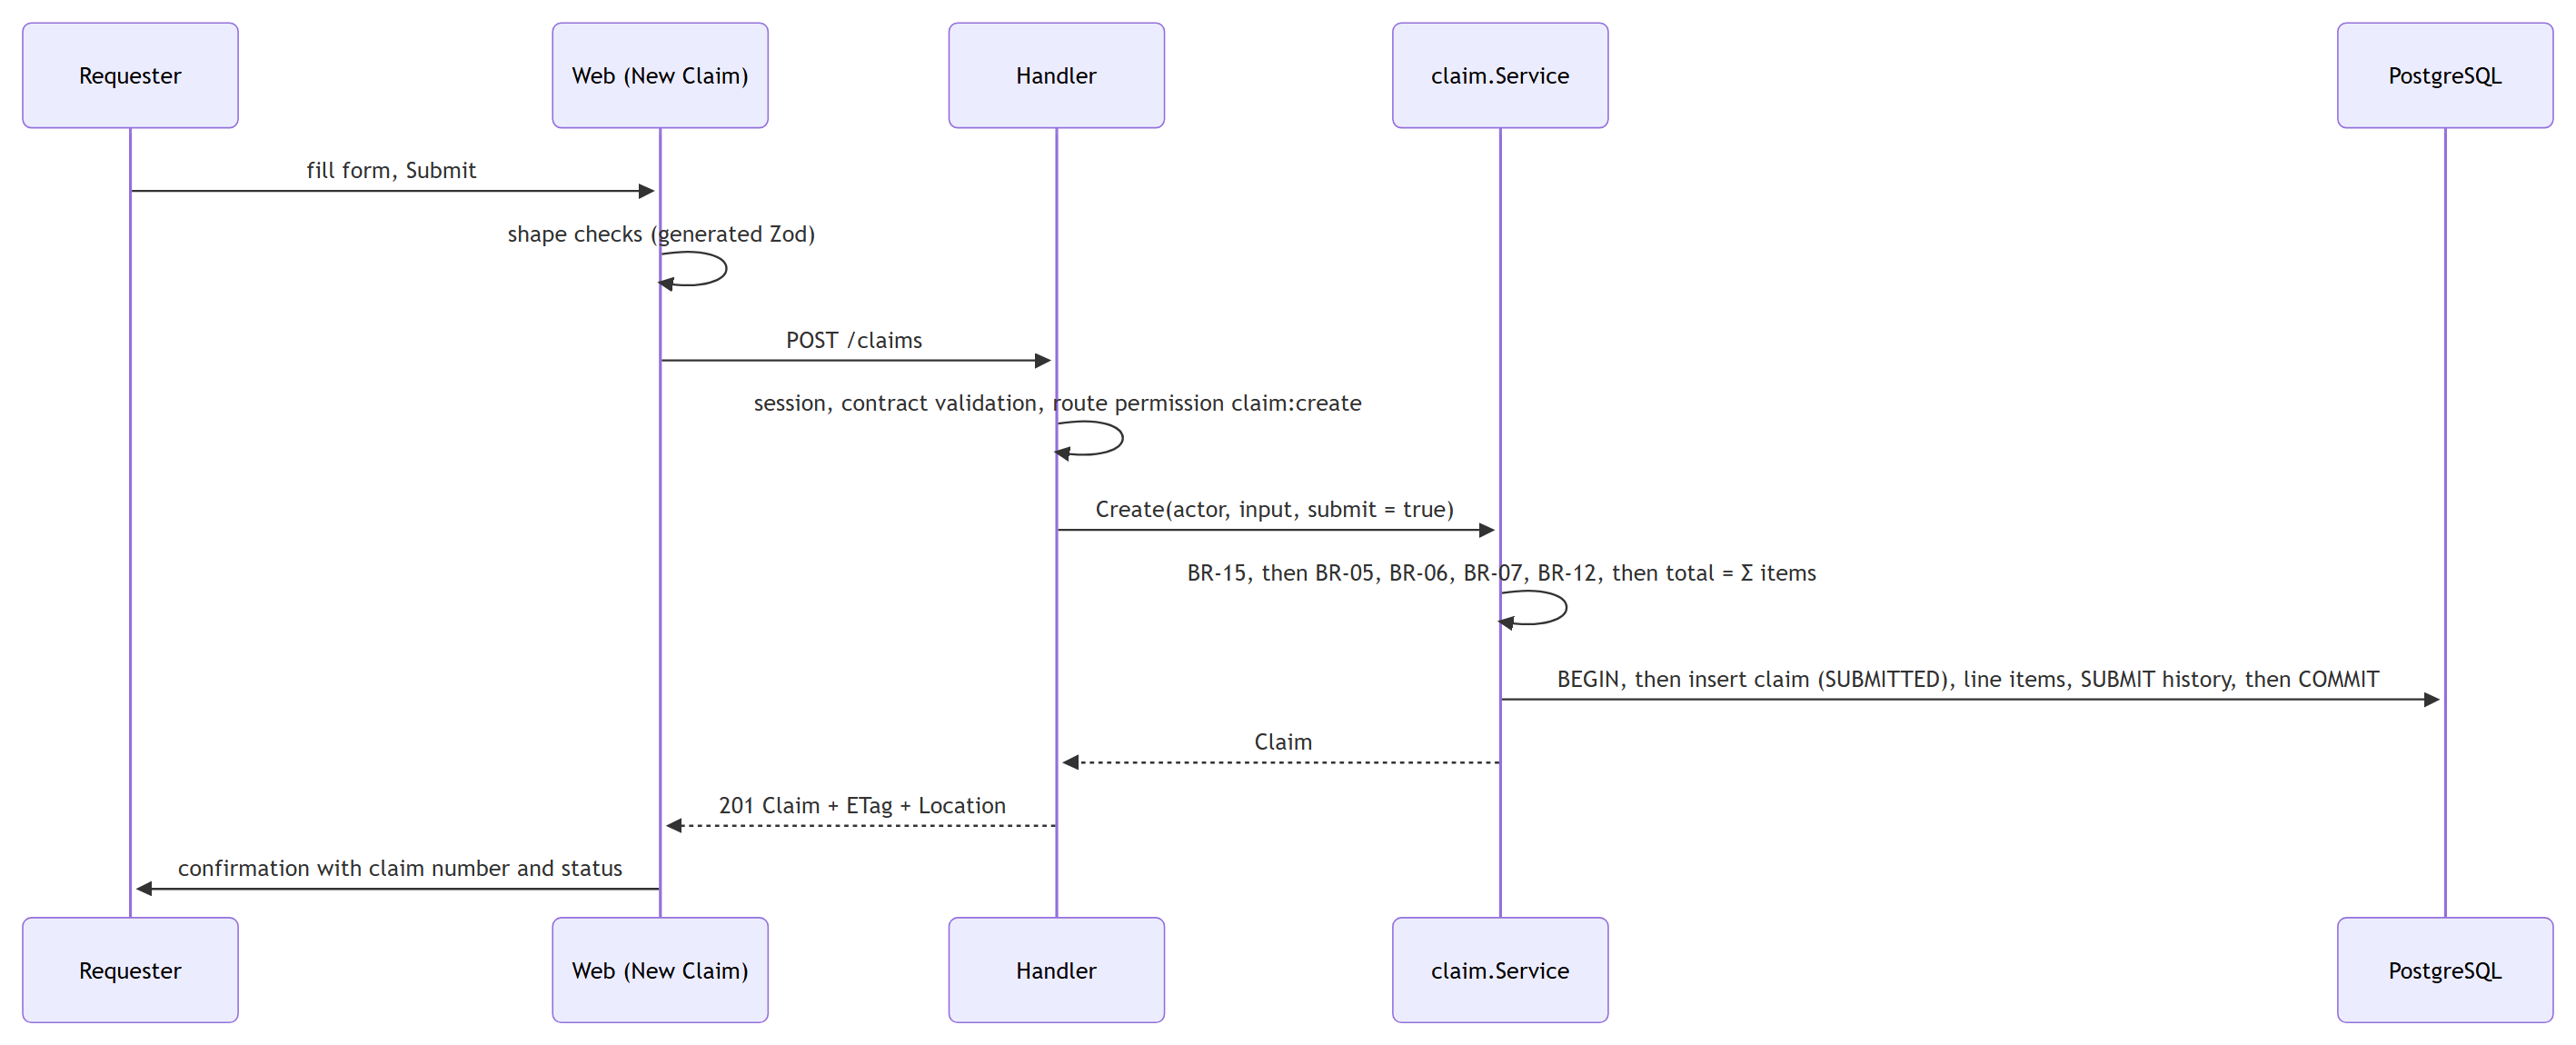 Requester
Web (New Claim)
Handler
claim.Service
PostgreSQL
fill form, Submit
shape checks (generated Zod)
POST /claims
session, contract validation, route permission claim:create
Create(actor, input, submit = true)
BR-15, then BR-05, BR-06, BR-07, BR-12, then total = Σ items
BEGIN, then insert claim (SUBMITTED), line items, SUBMIT history, then COMMIT
Claim
201 Claim + ETag + Location
confirmation with claim number and status
Requester
Web (New Claim)
Handler
claim.Service
PostgreSQL